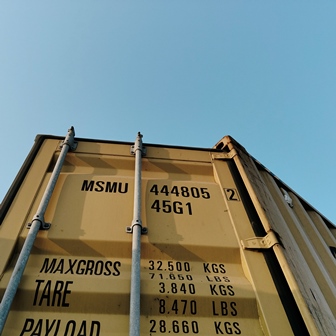 MSMU 444805 2
45G1
MAXGROSS 32.500 KGS
71.650 LBS
TARE 3.840 KGS
8.470 LBS
PAYLOAD 28.660 KGS